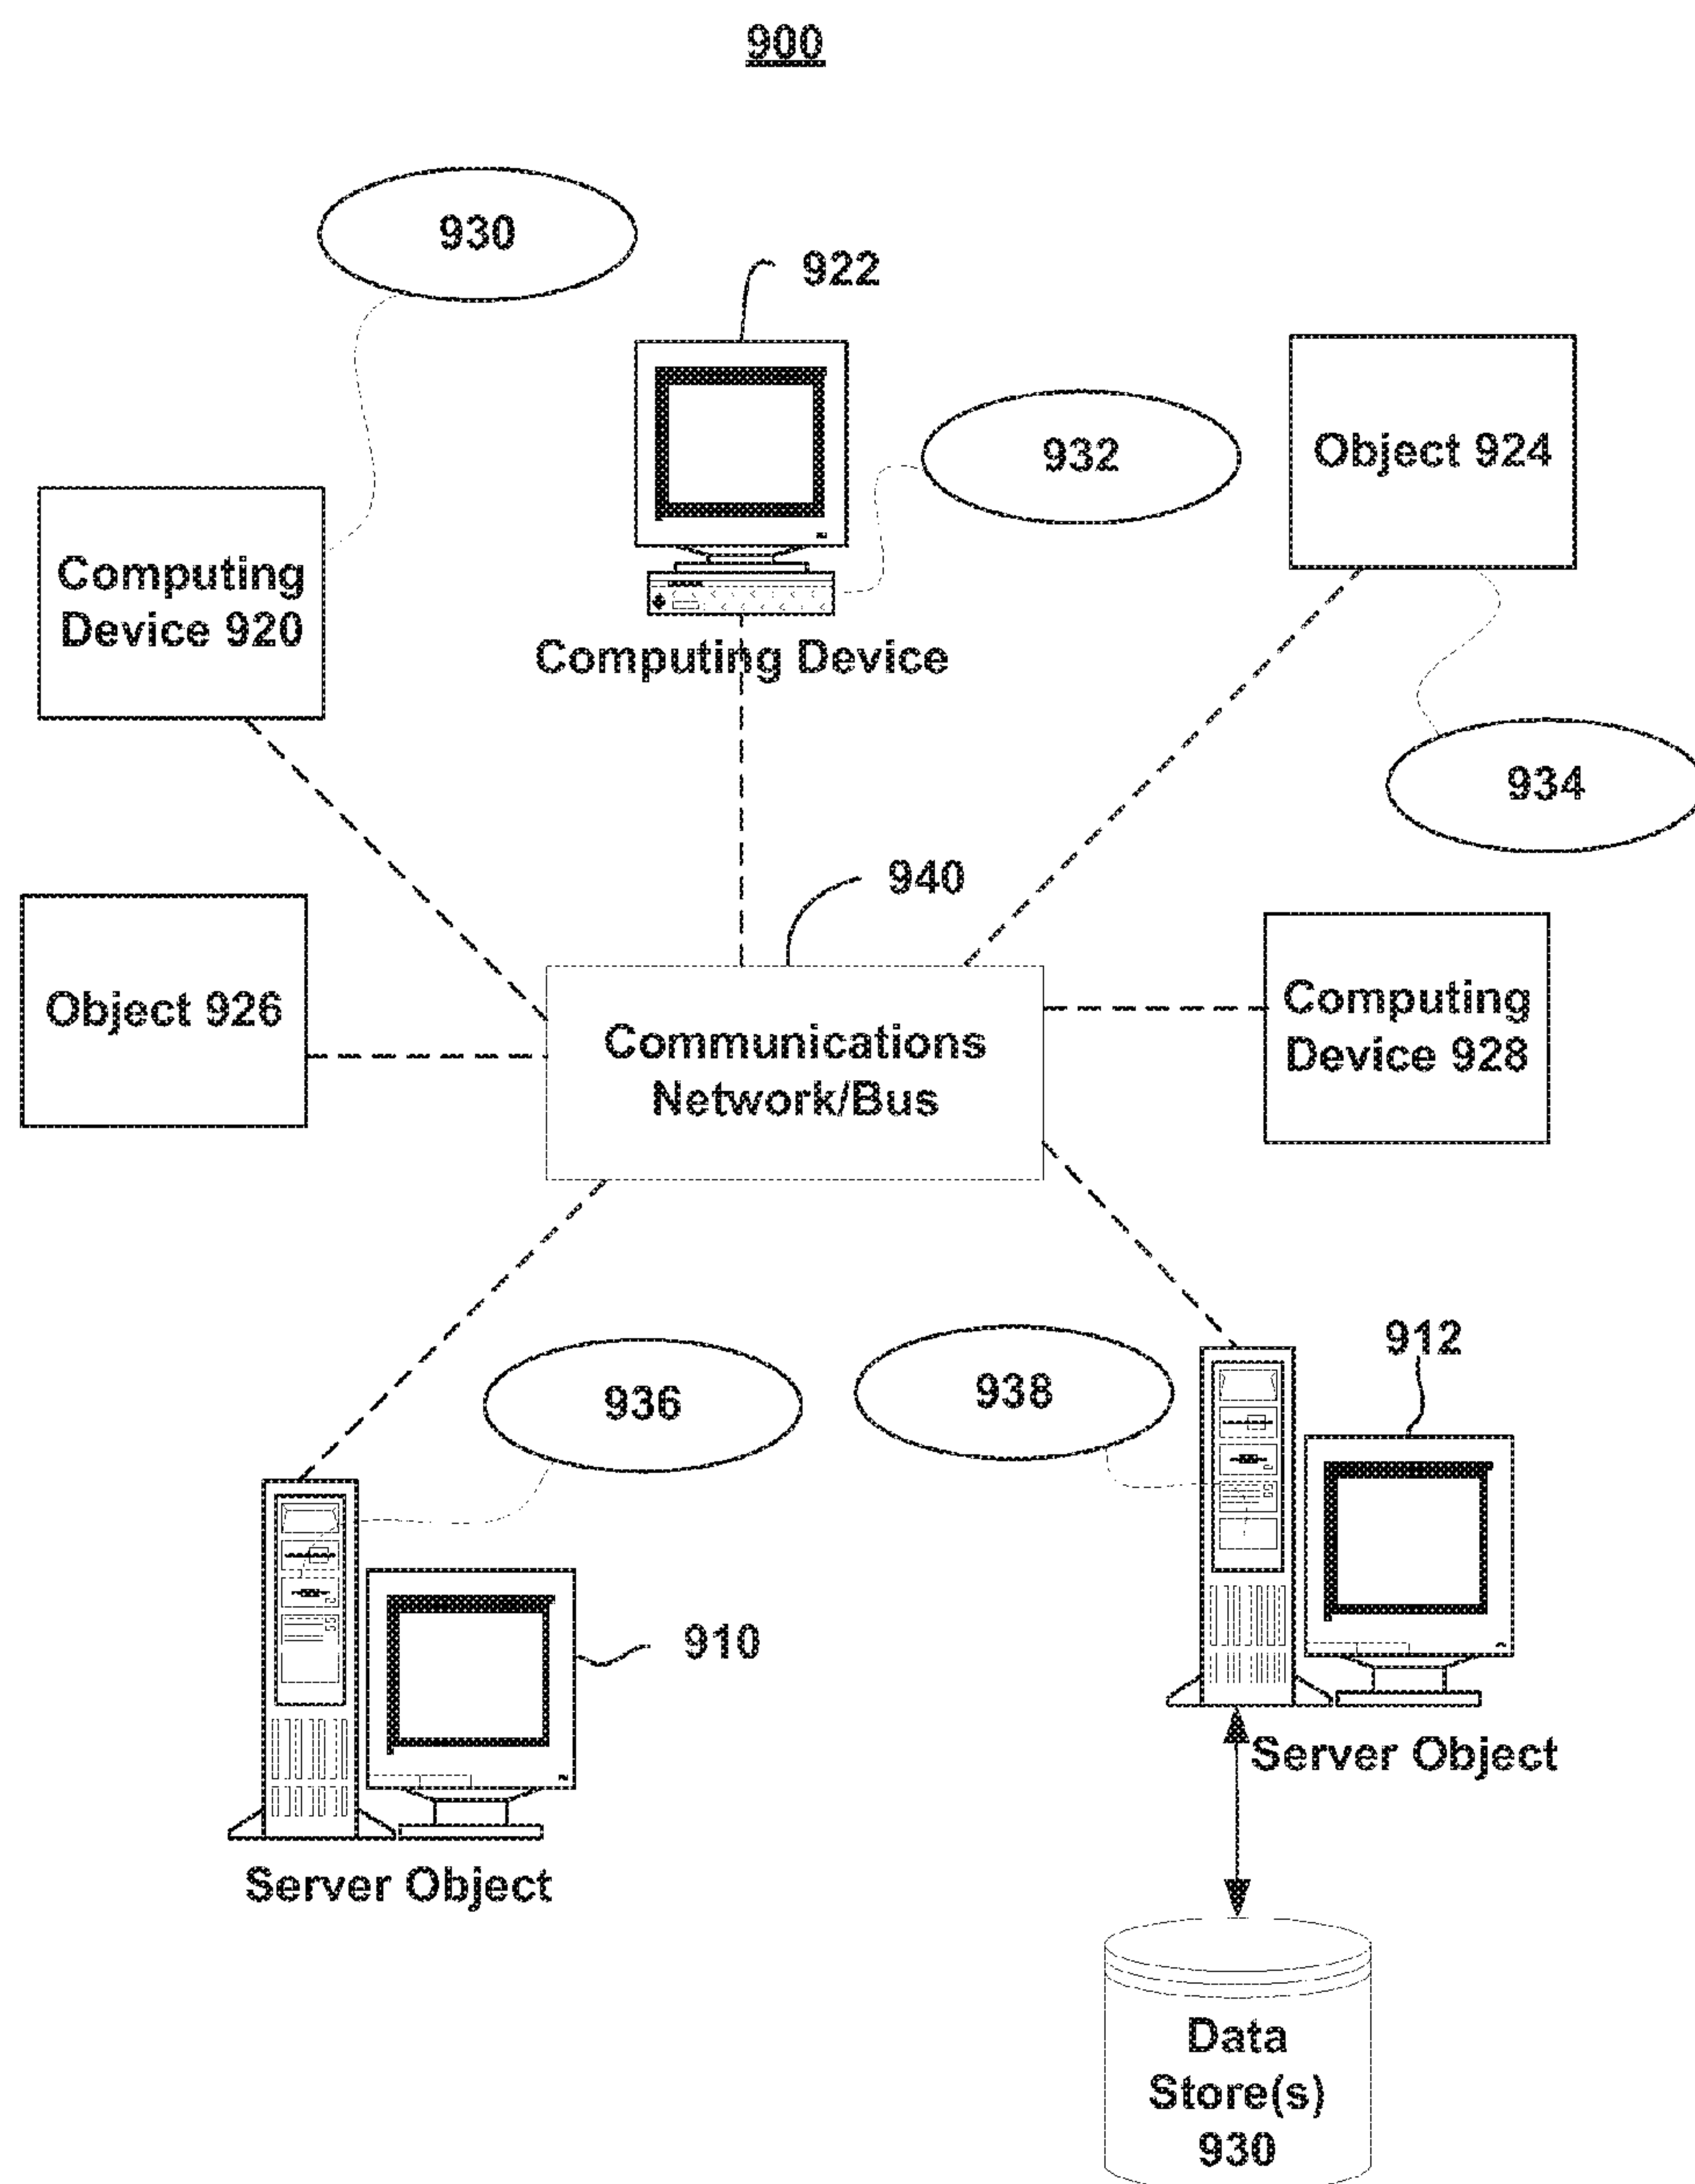 900
930
922
932
Object 924
Computing
Device 920
Computing Device
934
940
Object 926
Communications
Network/Bus
Computing
Device 928
912
936
938
910
Server Object
Server Object
Data
Store(s)
930